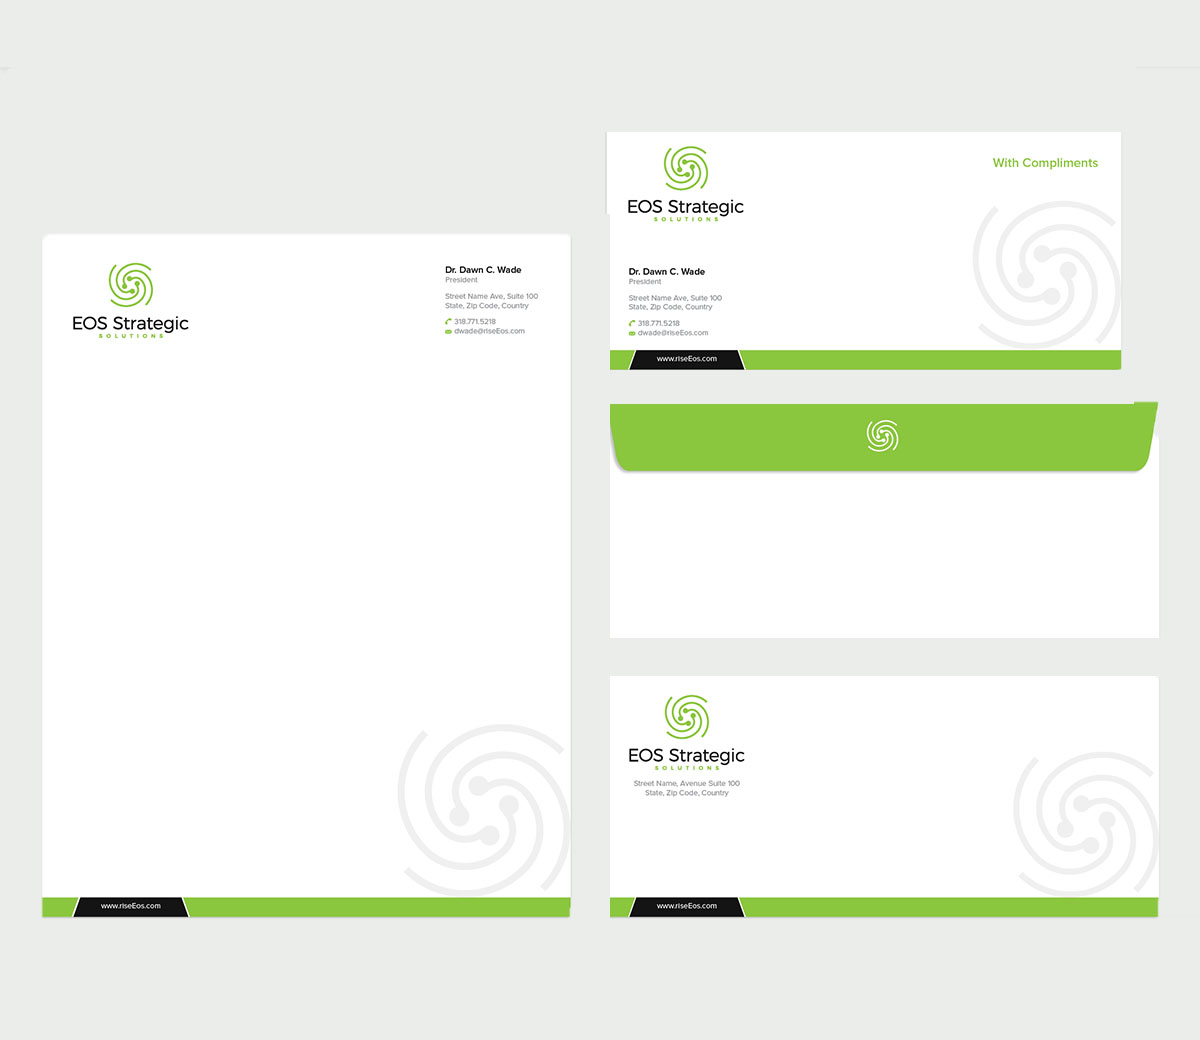 EOS Strategic
SOLUTIONS
Dr. Dawn C. Wade
President
Street Name Ave, Suite 100
State, Zip Code, Country
318.771.5218
dwade@riseEos.com
www.riseEos.com
EOS Strategic
SOLUTIONS
With Compliments
Dr. Dawn C. Wade
President
Street Name Ave, Suite 100
State, Zip Code, Country
318.771.5218
dwade@riseEos.com
www.riseEos.com
EOS Strategic
SOLUTIONS
Street Name, Avenue Suite 100
State, Zip Code, Country
www.riseEos.com